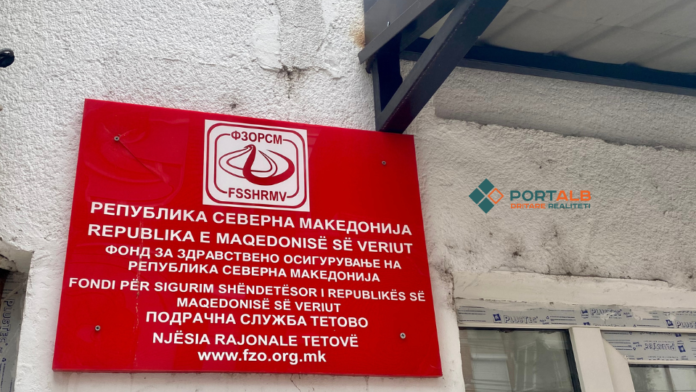 ФЗОРСМ
FSSHRMV
РЕПУБЛИКА СЕВЕРНА МАКЕДОНИЈА
REPUBLIKA E MAQEDONISË SË VERIUT
ФОНД ЗА ЗДРАВСТВЕНО ОСИГУРУВАЊЕ НА
РЕПУБЛИКА СЕВЕРНА МАКЕДОНИЈА
FONDI PËR SIGURIM SHËNDETËSOR I REPUBLIKËS SË
MAQEDONISË SË VERIUT
ПОДРАЧНА СЛУЖБА ТЕТОВО
NJËSIA RAJONALE TETOVË
www.fzo.org.mk
PORTALB